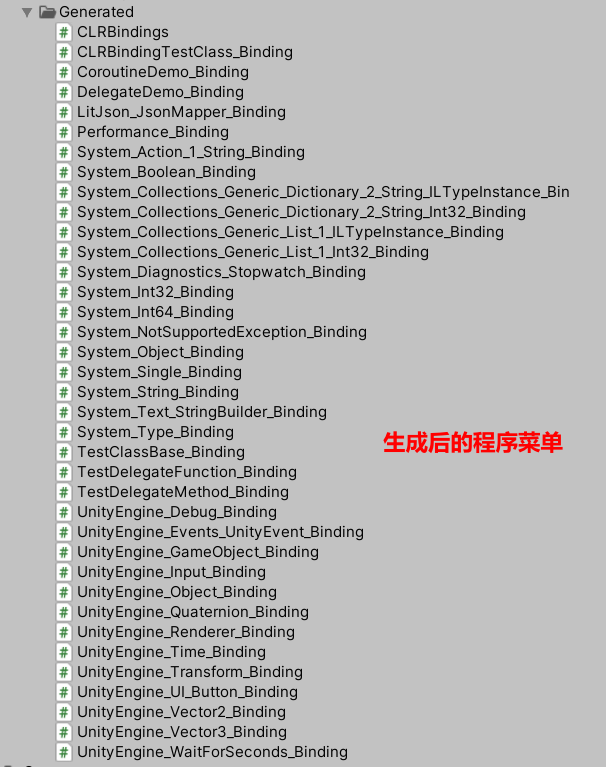 Generated
CLRBindings
CLRBindingTestClass_Binding
CoroutineDemo_Binding
DelegateDemo_Binding
LitJson_JsonMapper_Binding
Performance_Binding
System_Action_1_String_Binding
System_Boolean_Binding
System_Collections_Generic_Dictionary_2_String_ILTypeInstance_Bin
System_Collections_Generic_Dictionary_2_String_Int32_Binding
System_Collections_Generic_List_1_ILTypeInstance_Binding
System_Collections_Generic_List_1_Int32_Binding
System_Diagnostics_Stopwatch_Binding
System_Int32_Binding
System_Int64_Binding
System_NotSupportedException_Binding
System_Object_Binding
System_Single_Binding
System_String_Binding
System_Text_StringBuilder_Binding
System_Type_Binding
生成后的程序菜单
TestClassBase_Binding
TestDelegateFunction_Binding
TestDelegateMethod_Binding
UnityEngine_Debug_Binding
UnityEngine_Events_UnityEvent_Binding
UnityEngine_GameObject_Binding
UnityEngine_Input_Binding
UnityEngine_Object_Binding
UnityEngine_Quaternion_Binding
UnityEngine_Renderer_Binding
UnityEngine_Time_Binding
UnityEngine_Transform_Binding
UnityEngine_UI_Button_Binding
UnityEngine_Vector2_Binding
UnityEngine_Vector3_Binding
UnityEngine_WaitForSeconds_Binding